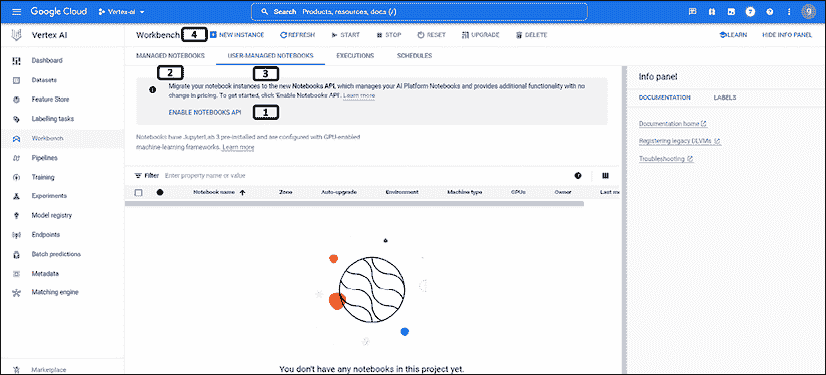 Google Cloud
Vertex-ai
Search Products, resources, docs (/)
Vertex AI
Workbench
4
NEW INSTANCE
REFRESH
START
STOP
RESET
UPGRADE
DELETE
LEARN
HIDE INFO PANEL
Dashboard
Datasets
Feature Store
Labelling tasks
Workbench
Pipelines
Training
Experiments
Model registry
Endpoints
Batch predictions
Metadata
Matching engine
Marketplace
MANAGED NOTEBOOKS
USER-MANAGED NOTEBOOKS
EXECUTIONS
SCHEDULES
2
3
Migrate your notebook instances to the new Notebooks API, which manages your AI Platform Notebooks and provides additional functionality with no
change in pricing. To get started, click 'Enable Notebooks API'. Learn more
ENABLE NOTEBOOKS API
1
Notebooks have JupyterLab 3 pre-installed and are configured with GPU-enabled
machine-learning frameworks. Learn more
Filter Enter property name or value
Notebook name
Zone
Auto-upgrade
Environment
Machine type
GPUs
Owner
Last m
You don't have any notebooks in this project yet.
Info panel
DOCUMENTATION
LABELS
Documentation home
Registering legacy DLVMs
Troubleshooting